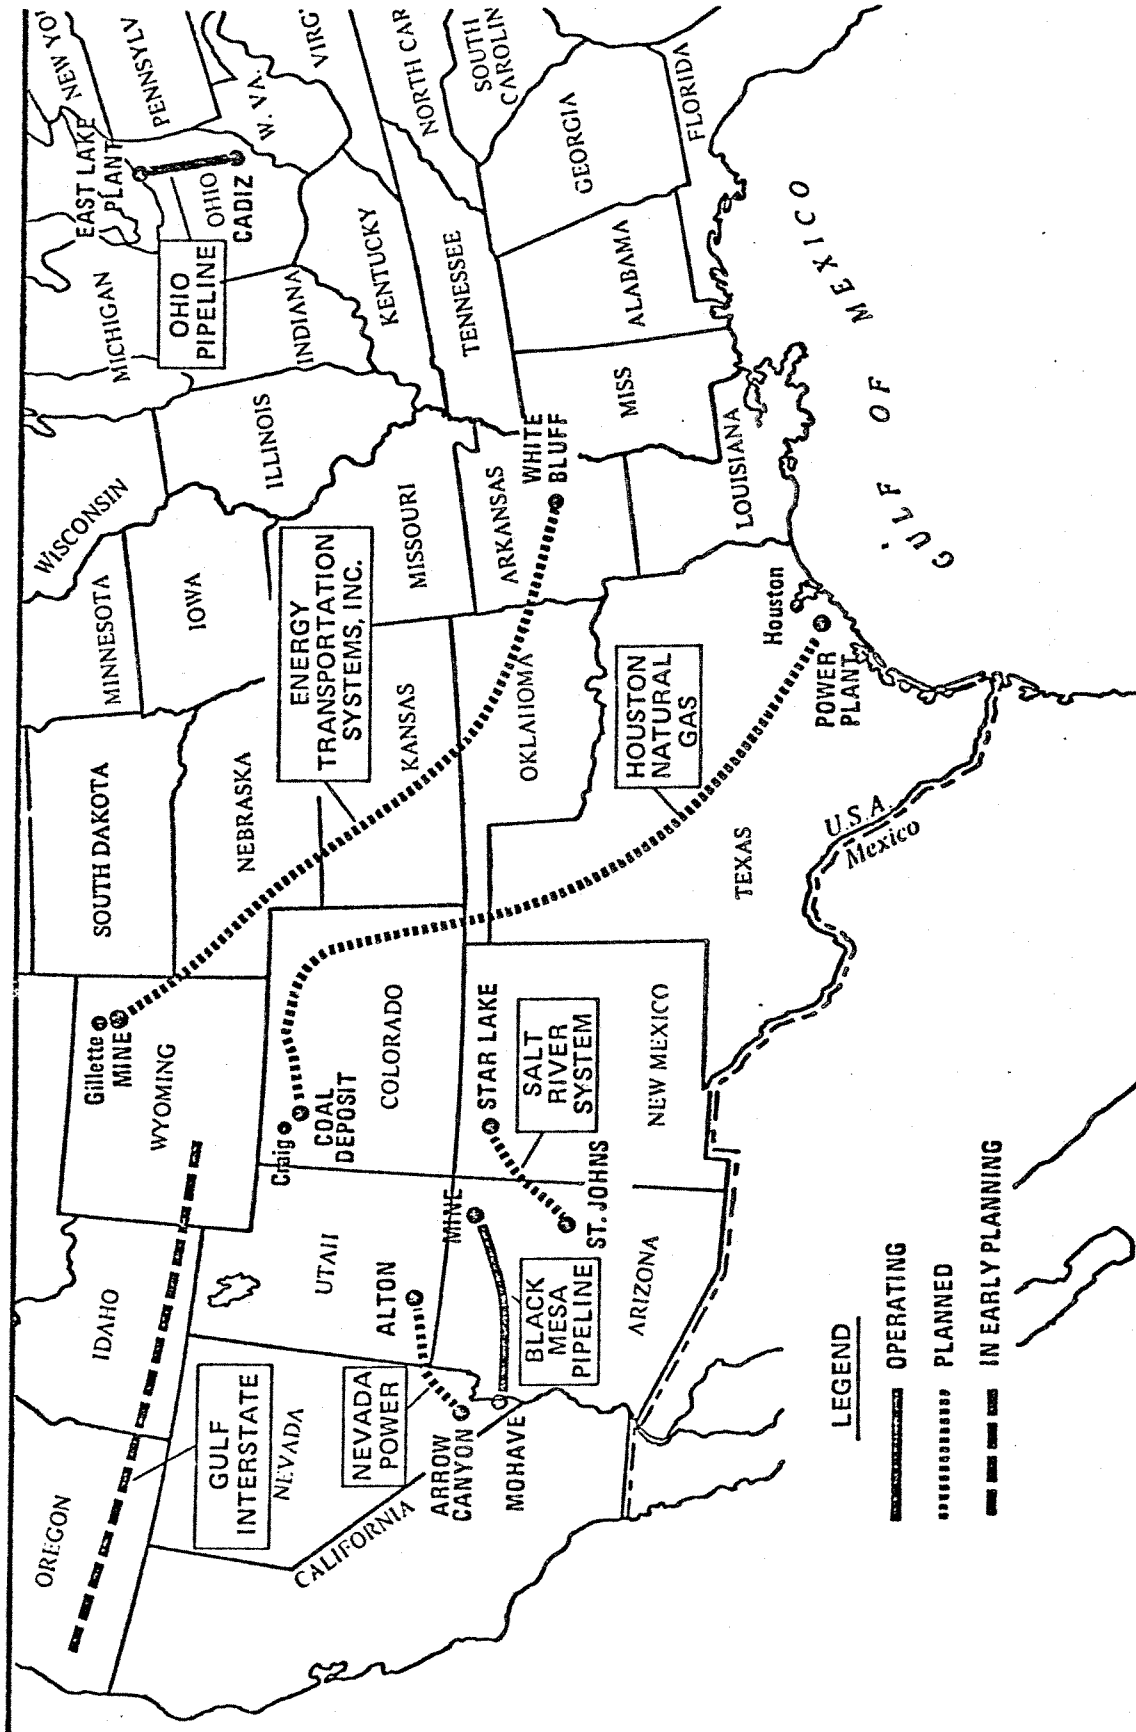 OREGON
IDAHO
WYOMING
Gillette
MINE
SOUTH DAKOTA
MINNESOTA
WISCONSIN
MICHIGAN
EAST LAKE
PLANT
NEW YO
PENNSYLV
GULF
INTERSTATE
NEVADA
UTAH
Craig
COAL
DEPOSIT
COLORADO
NEBRASKA
IOWA
ILLINOIS
INDIANA
OHIO
PIPELINE
OHIO
CADIZ
W. VA.
VIRG
CALIFORNIA
NEVADA
POWER
ALTON
ARROW
CANYON
MOHAVE
MINE
BLACK
MESA
PIPELINE
STAR LAKE
SALT
RIVER
SYSTEM
ST. JOHNS
ARIZONA
NEW MEXICO
ENERGY
TRANSPORTATION
SYSTEMS, INC.
KANSAS
MISSOURI
KENTUCKY
NORTH CAR
SOUTH
CAROLIN
TENNESSEE
OKLAHOMA
ARKANSAS
WHITE
BLUFF
MISS
ALABAMA
GEORGIA
FLORIDA
HOUSTON
NATURAL
GAS
TEXAS
LOUISIANA
Houston
POWER
PLANT
U.S.A.
Mexico
GULF OF MEXICO
LEGEND
OPERATING
PLANNED
IN EARLY PLANNING